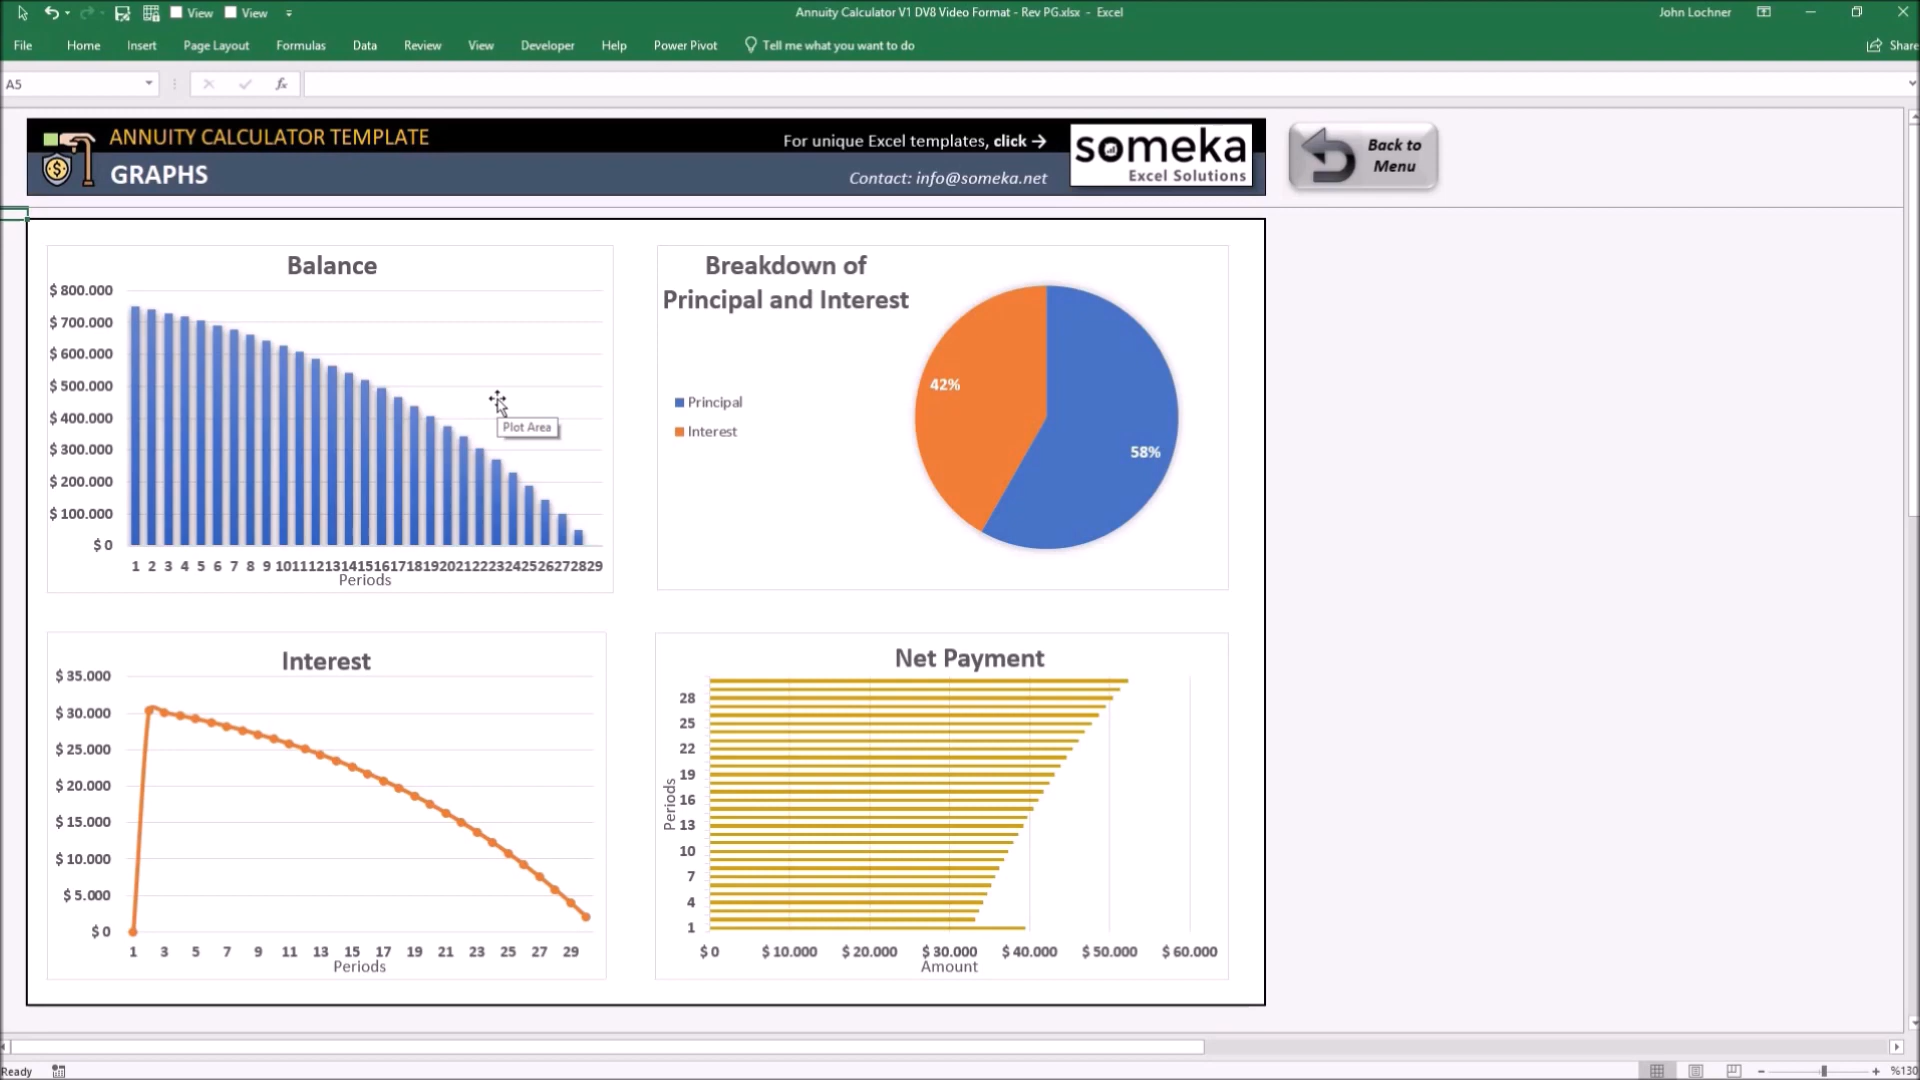 View View
Annuity Calculator V1 DV8 Video Format - Rev PG.xlsx - Excel
John Lochner
File Home Insert Page Layout Formulas Data Review View Developer Help Power Pivot Tell me what you want to do
Share
A5
fx
ANNUITY CALCULATOR TEMPLATE
GRAPHS
For unique Excel templates, click →
Contact: info@someka.net
someka
Excel Solutions
Back to
Menu
Balance
$ 800.000
$ 700.000
$ 600.000
$ 500.000
$ 400.000
$ 300.000
$ 200.000
$ 100.000
$ 0
1 2 3 4 5 6 7 8 9 1011121314151617181920212223242526272829
Periods
Plot Area
Breakdown of
Principal and Interest
Principal
Interest
42%
58%
Interest
$ 35.000
$ 30.000
$ 25.000
$ 20.000
$ 15.000
$ 10.000
$ 5.000
$ 0
1 3 5 7 9 11 13 15 17 19 21 23 25 27 29
Periods
Net Payment
Periods
28
25
22
19
16
13
10
7
4
1
$ 0 $ 10.000 $ 20.000 $ 30.000 $ 40.000 $ 50.000 $ 60.000
Amount
Ready
%130